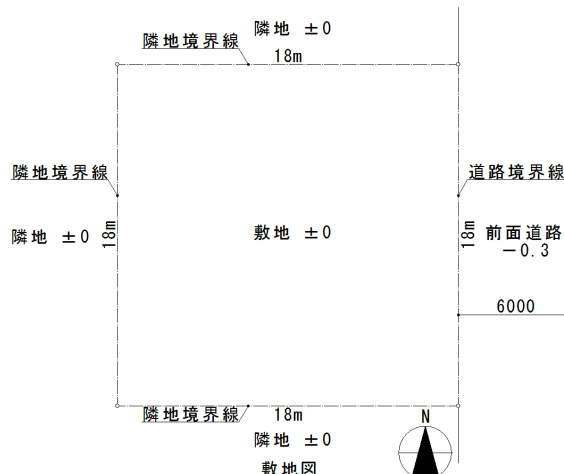 隣地 ±0
隣地境界線
18m
隣地境界線
道路境界線
隣地 ±0
18m
敷地 ±0
18m
前面道路
-0.3
6000
隣地境界線
18m
N
隣地 ±0
敷地図